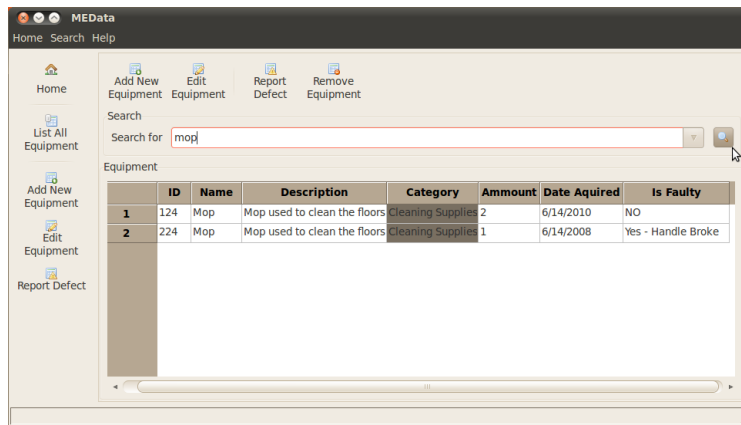 MEData
Home Search Help
Home
List All
Equipment
Add New
Equipment
Edit
Equipment
Report Defect
Add New
Equipment
Edit
Equipment
Report
Defect
Remove
Equipment
Search
Search for mop
Equipment
ID Name Description Category Ammount Date Aquired Is Faulty
1 124 Mop Mop used to clean the floors Cleaning Supplies 2 6/14/2010 NO
2 224 Mop Mop used to clean the floors Cleaning Supplies 1 6/14/2008 Yes - Handle Broke